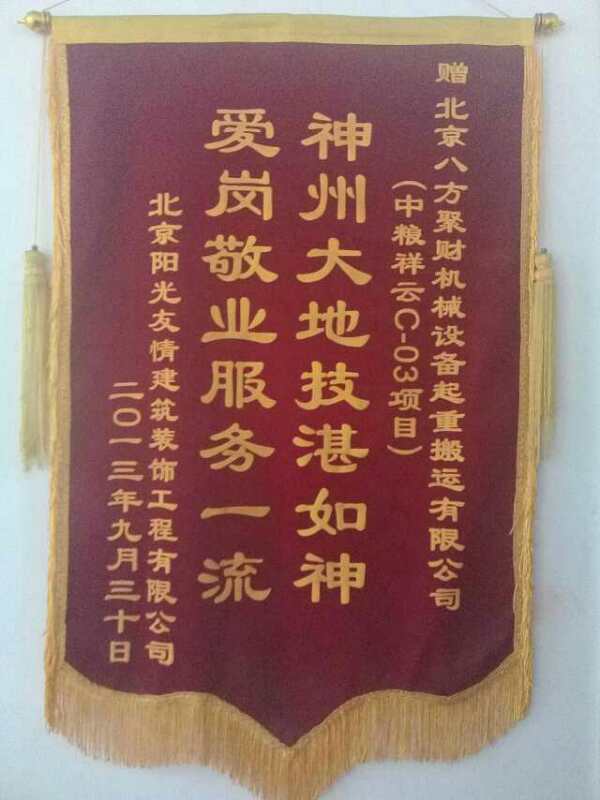 赠 北京八方聚财机械设备起重搬运有限公司
(中粮祥云C-03项目)
神州大地技湛如神
爱岗敬业服务一流
北京阳光友情建筑装饰工程有限公司
二〇一三年九月三十日